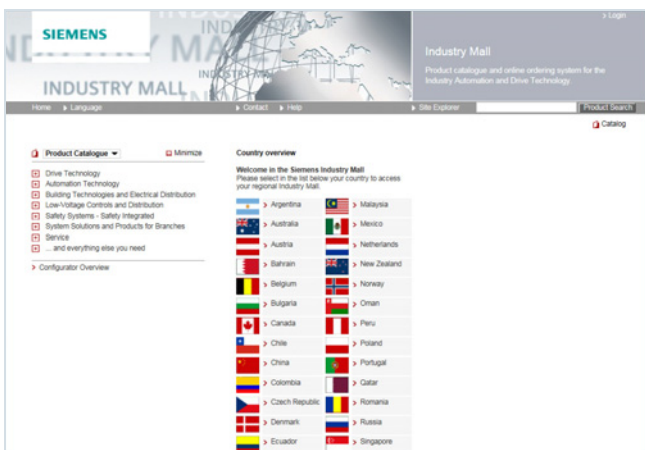 SIEMENS
INDUSTRY MALL
> Login
Industry Mall
Product catalogue and online ordering system for the
Industry Automation and Drive Technology.
Home > Language > Contact > Help > Site Explorer Product Search
Catalog
Product Catalogue Minimize
Drive Technology
Automation Technology
Building Technologies and Electrical Distribution
Low-Voltage Controls and Distribution
Safety Systems - Safety Integrated
System Solutions and Products for Branches
Service
... and everything else you need
> Configurator Overview
Country overview
Welcome in the Siemens Industry Mall
Please select in the list below your country to access
your regional Industry Mall.
> Argentina > Malaysia
> Australia > Mexico
> Austria > Netherlands
> Bahrain > New Zealand
> Belgium > Norway
> Bulgaria > Oman
> Canada > Peru
> Chile > Poland
> China > Portugal
> Colombia > Qatar
> Czech Republic > Romania
> Denmark > Russia
> Ecuador > Singapore